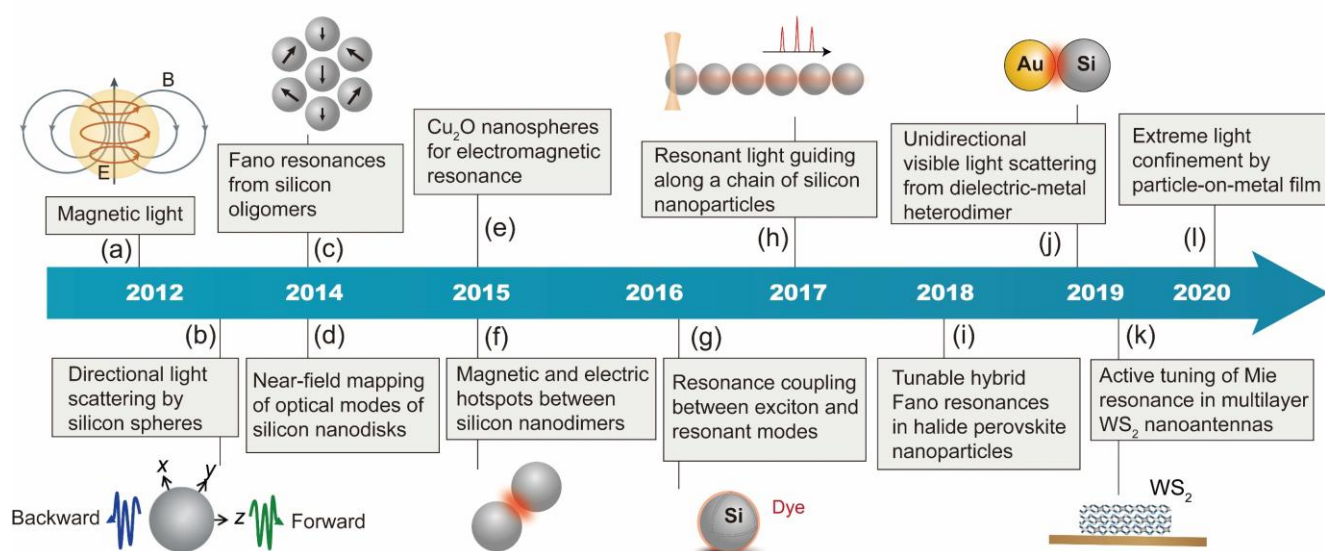 B
E
Magnetic light
(a)
Fano resonances
from silicon
oligomers
(c)
Cu₂O nanospheres
for electromagnetic
resonance
(e)
Resonant light guiding
along a chain of silicon
nanoparticles
(h)
Au
Si
Unidirectional
visible light scattering
from dielectric-metal
heterodimer
(j)
Extreme light
confinement by
particle-on-metal film
(l)
2012
2014
2015
2016
2017
2018
2019
2020
(b)
Directional light
scattering by
silicon spheres
x
y
z
Backward
Forward
(d)
Near-field mapping
of optical modes of
silicon nanodisks
(f)
Magnetic and electric
hotspots between
silicon nanodimers
(g)
Resonance coupling
between exciton and
resonant modes
Si
Dye
(i)
Tunable hybrid
Fano resonances
in halide perovskite
nanoparticles
(k)
Active tuning of Mie
resonance in multilayer
WS₂ nanoantennas
WS₂